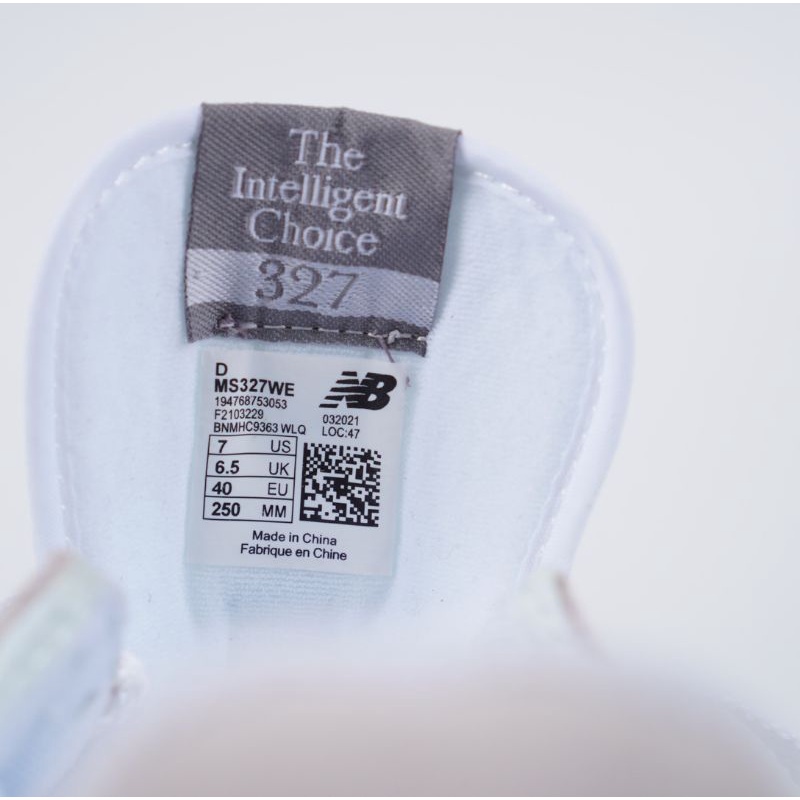 The
Intelligent
Choice
327
D
MS327WE
194768753053
F2103229
BNMHC9363 WLQ
NB
032021
LOC:47
7 US
6.5 UK
40 EU
250 MM
Made in China
Fabrique en Chine